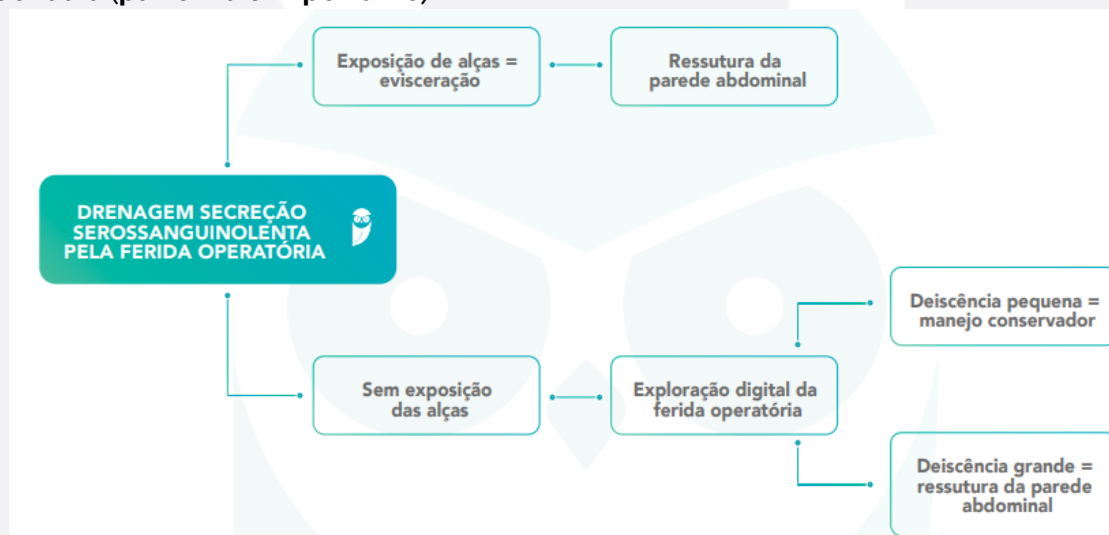 Exposição de alças =
evisceração
Ressutura da
parede abdominal
DRENAGEM SECREÇÃO
SEROSSANGUINOLENTA
PELA FERIDA OPERATÓRIA
Deiscência pequena =
manejo conservador
Sem exposição
das alças
Exploração digital da
ferida operatória
Deiscência grande =
ressutura da parede
abdominal